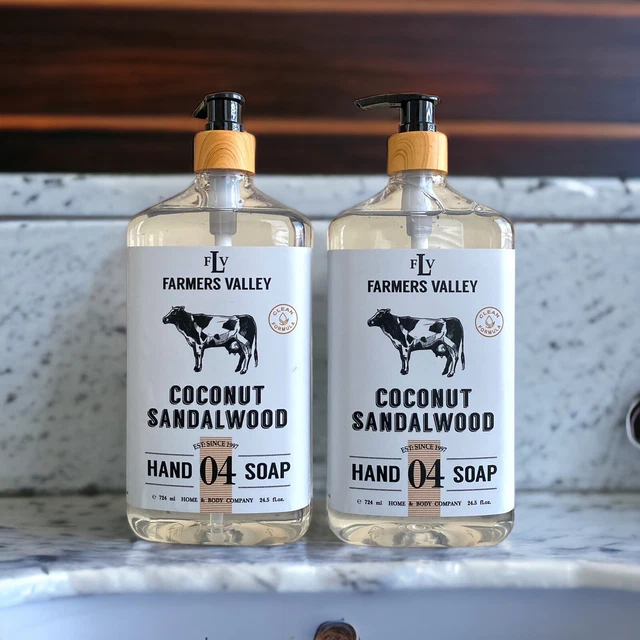 FLV
FARMERS VALLEY
CLEAN
FORMULA
COCONUT
SANDALWOOD
EST: SINCE 1997
HAND 04 SOAP
℮ 724 ml HOME & BODY COMPANY 24.5 fl.oz.
FLV
FARMERS VALLEY
CLEAN
FORMULA
COCONUT
SANDALWOOD
EST: SINCE 1997
HAND 04 SOAP
℮ 724 ml HOME & BODY COMPANY 24.5 fl.oz.